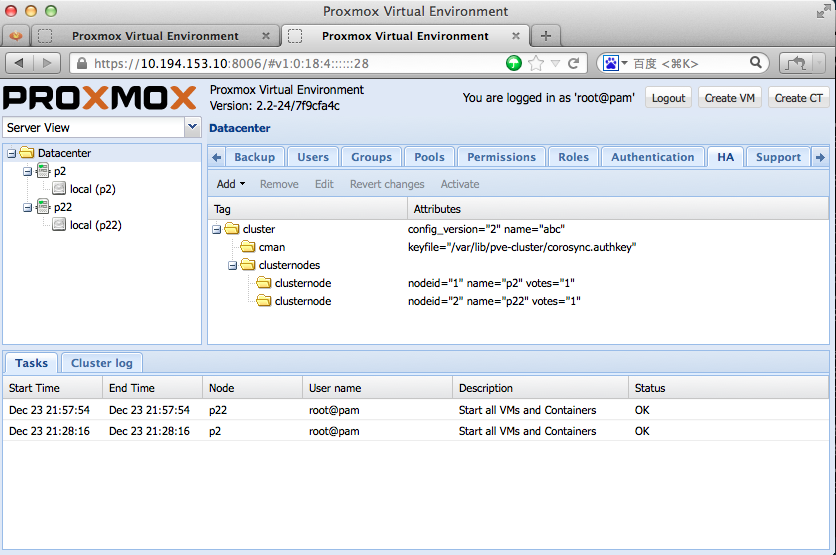 Proxmox Virtual Environment
Proxmox Virtual Environment
Proxmox Virtual Environment
https://10.194.153.10:8006/#v1:0:18:4::::::28
百度 <⌘K>
PROXMOX
Proxmox Virtual Environment
Version: 2.2-24/7f9cfa4c
You are logged in as 'root@pam'
Logout
Create VM
Create CT
Server View
Datacenter
Datacenter
p2
local (p2)
p22
local (p22)
Backup
Users
Groups
Pools
Permissions
Roles
Authentication
HA
Support
Add
Remove
Edit
Revert changes
Activate
Tag
Attributes
cluster
config_version="2" name="abc"
cman
keyfile="/var/lib/pve-cluster/corosync.authkey"
clusternodes
clusternode
nodeid="1" name="p2" votes="1"
clusternode
nodeid="2" name="p22" votes="1"
Tasks
Cluster log
Start Time
End Time
Node
User name
Description
Status
Dec 23 21:57:54
Dec 23 21:57:54
p22
root@pam
Start all VMs and Containers
OK
Dec 23 21:28:16
Dec 23 21:28:16
p2
root@pam
Start all VMs and Containers
OK